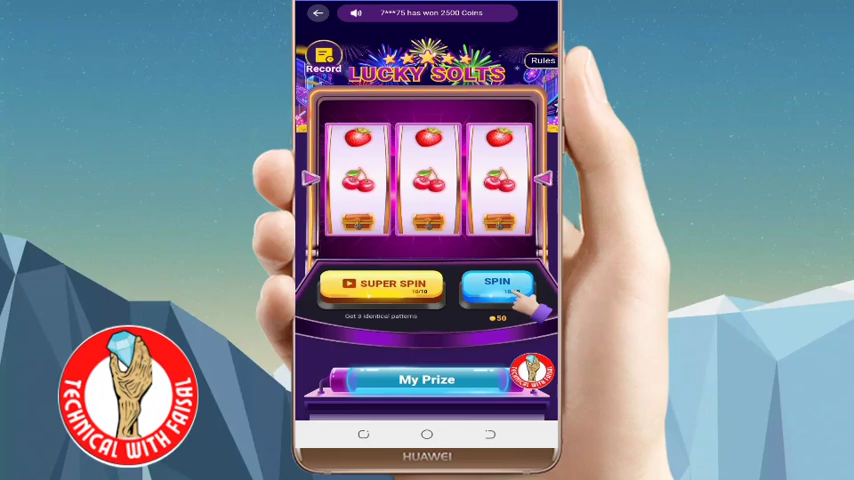 7***75 has won 2500 Coins
Record
Rules
LUCKY SOLTS
SUPER SPIN
10/10
SPIN
Get 3 identical patterns
50
My Prize
TECHNICAL WITH FAISAL
TECHNICAL WITH FAISAL
HUAWEI